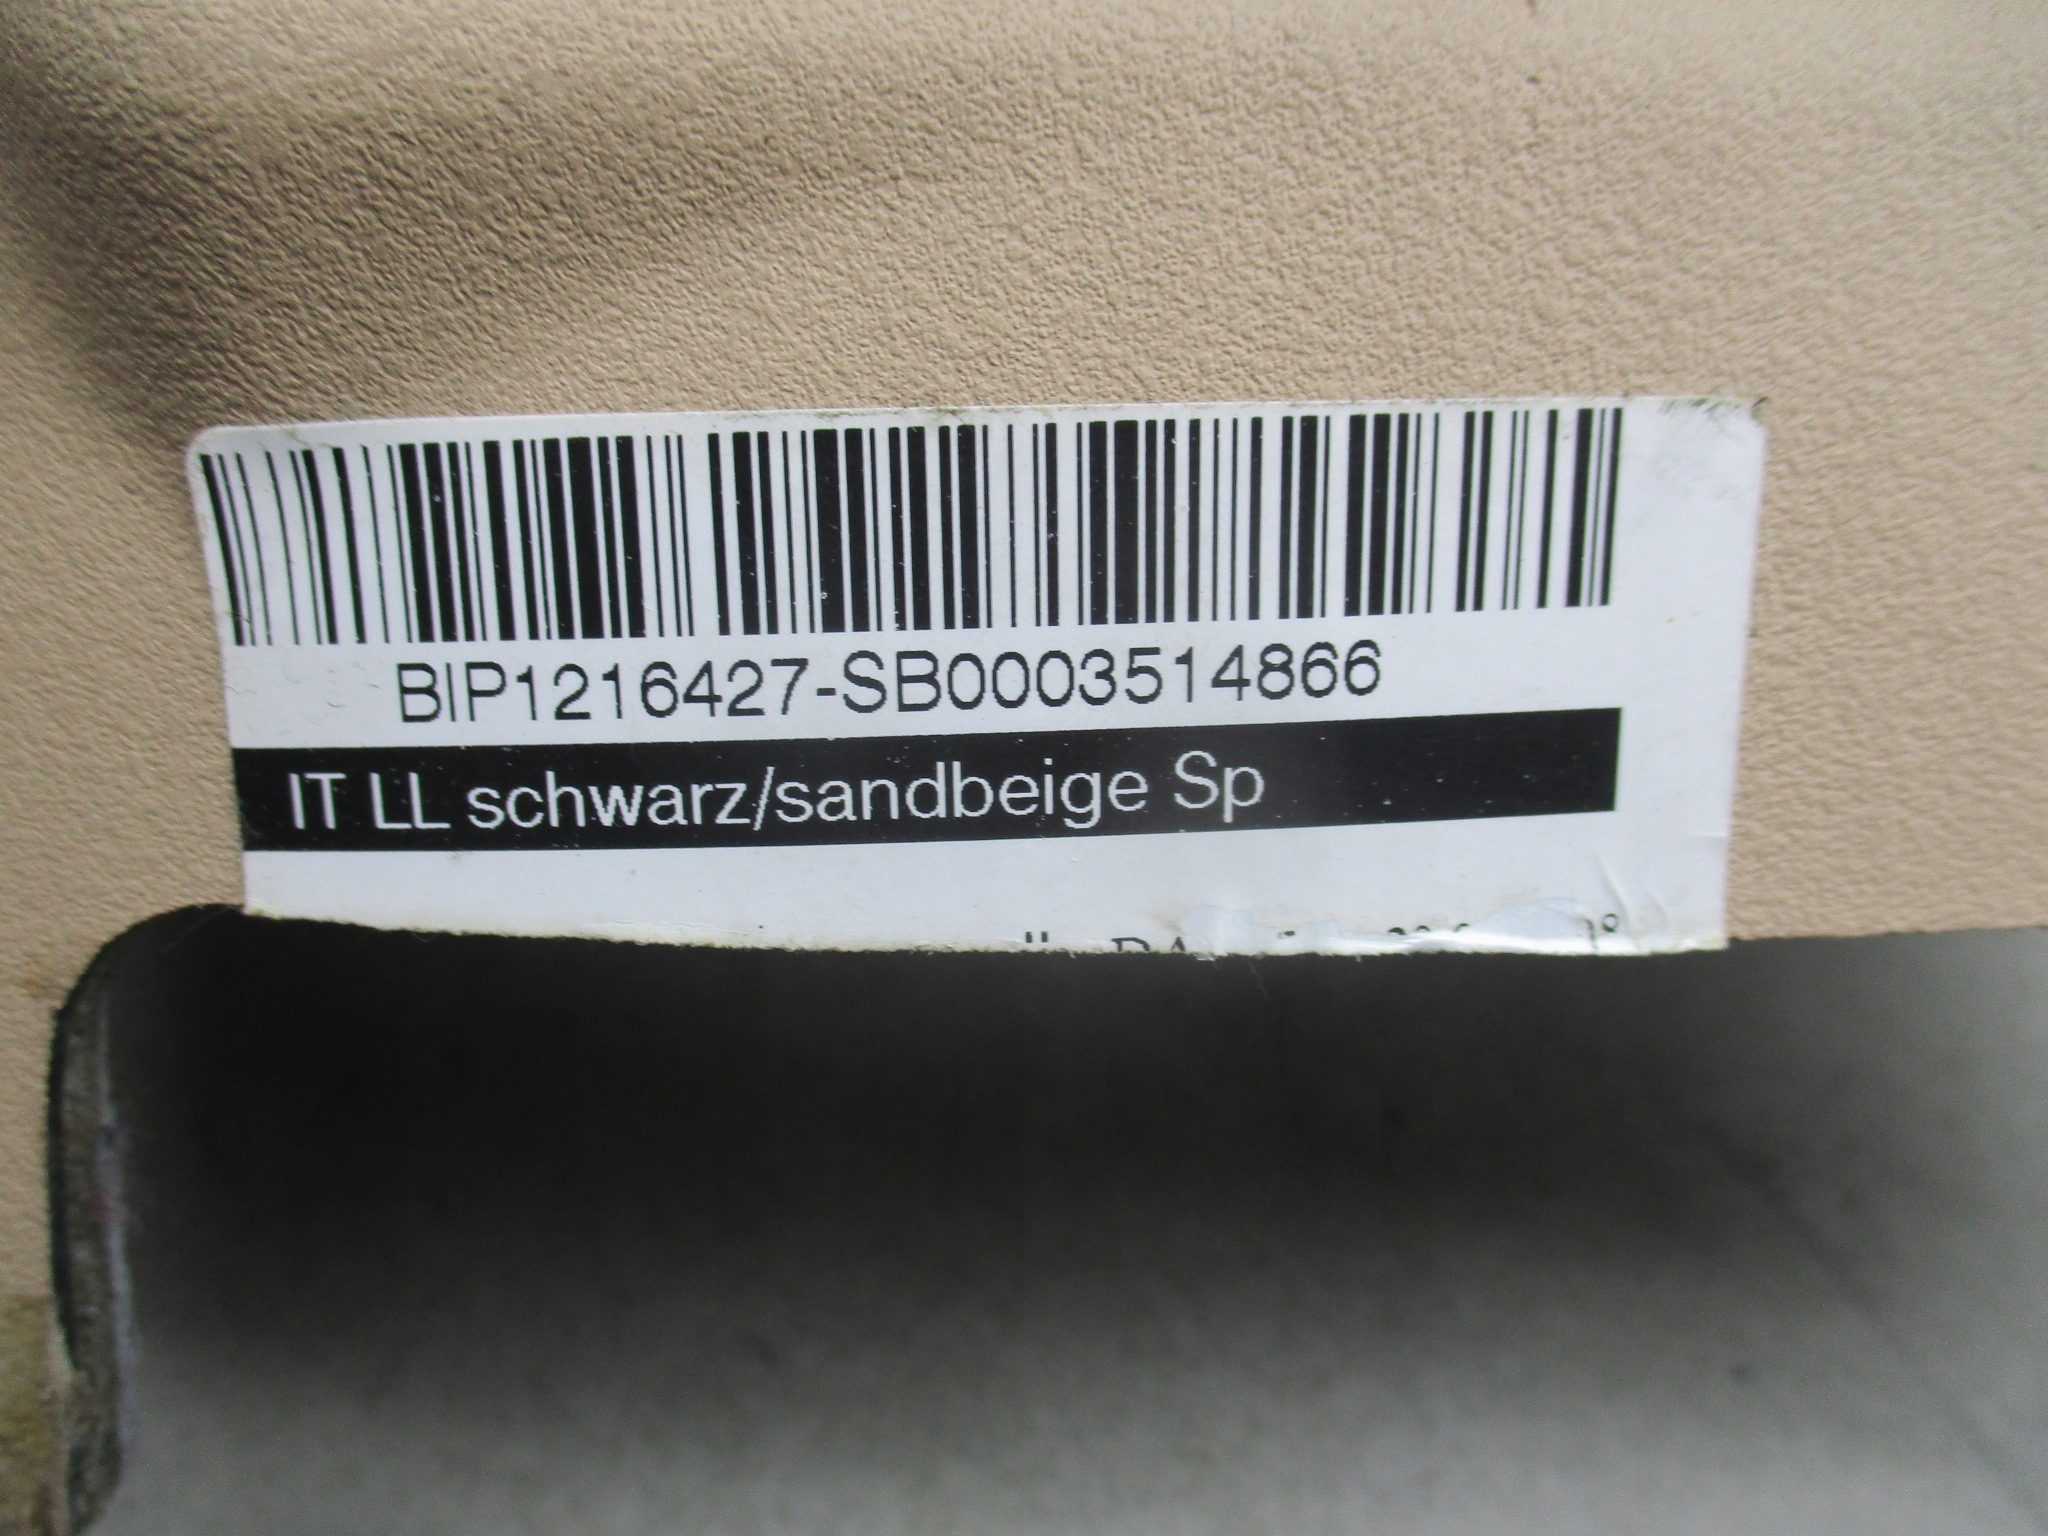 BIP1216427-SB0003514866
IT LL schwarz/sandbeige Sp